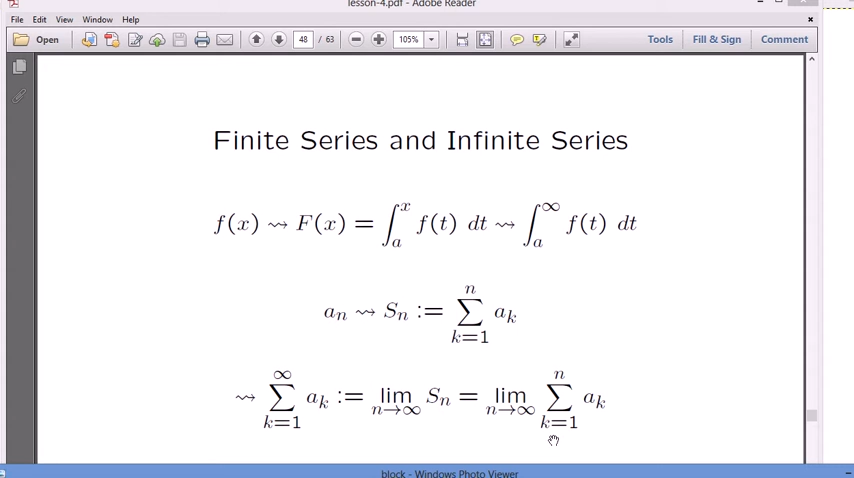 lesson-4.pdf - Adobe Reader
File Edit View Window Help
Open 48 / 63 105% Tools Fill & Sign Comment
Finite Series and Infinite Series
f(x) ⇝ F(x) = ∫_a^x f(t) dt ⇝ ∫_a^∞ f(t) dt
a_n ⇝ S_n := ∑_{k=1}^n a_k
⇝ ∑_{k=1}^∞ a_k := lim_{n→∞} S_n = lim_{n→∞} ∑_{k=1}^n a_k
block - Windows Photo Viewer